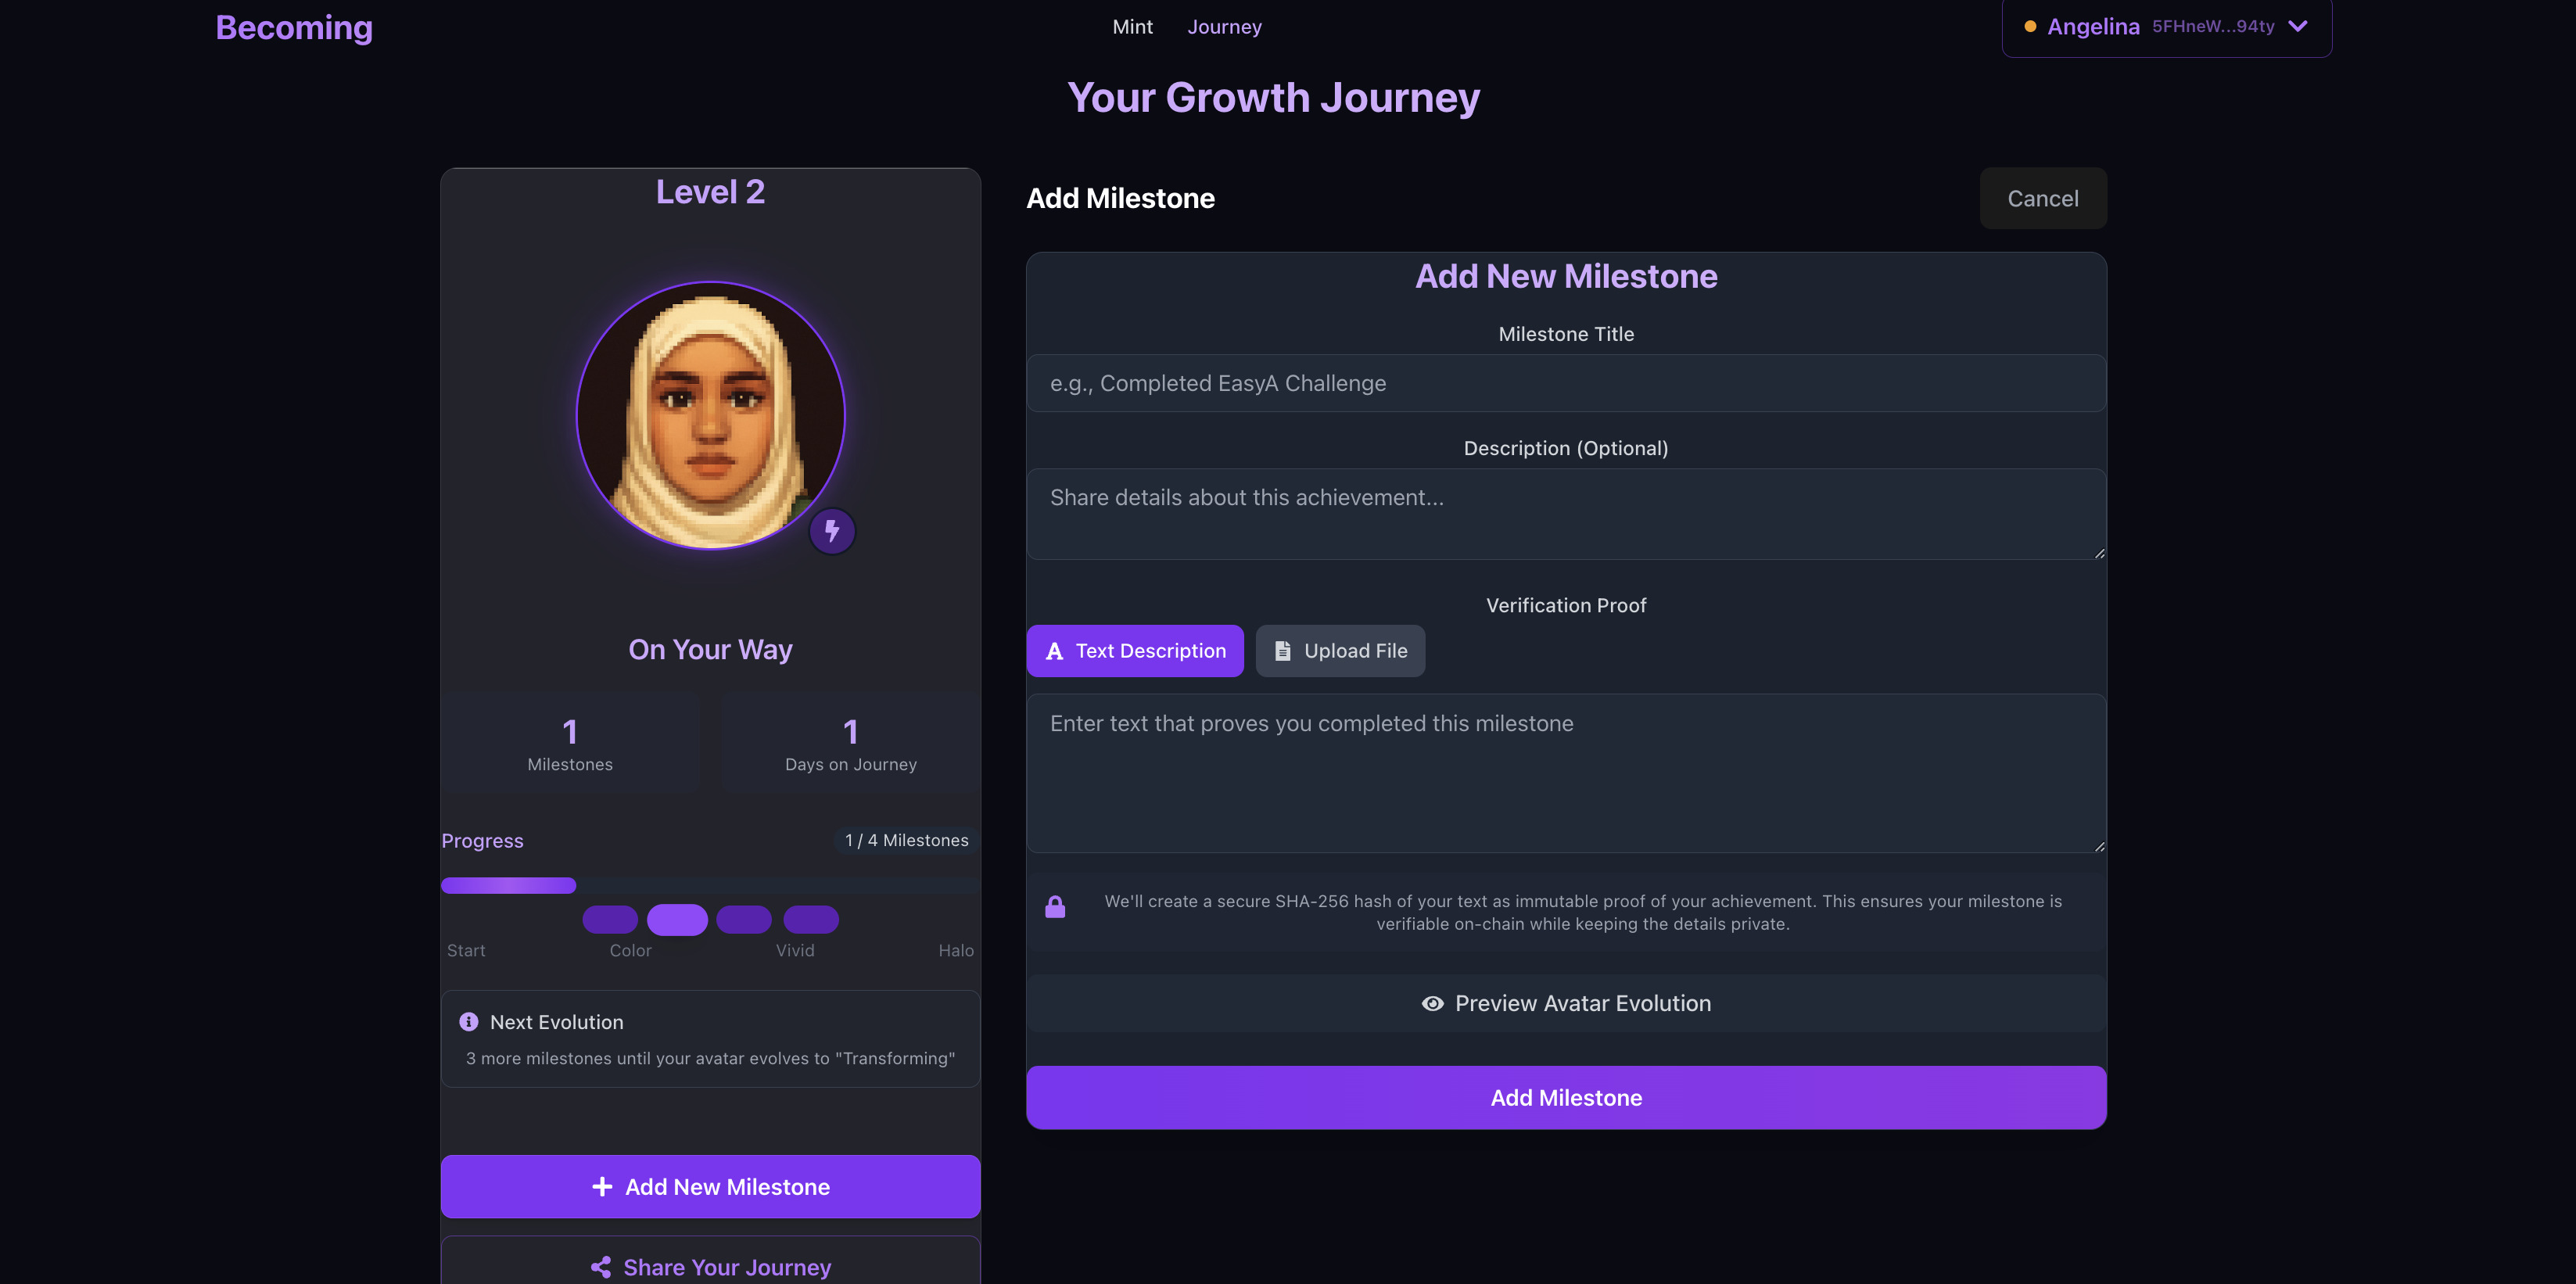 Becoming
Mint
Journey
Angelina 5FHneW...94ty
Your Growth Journey
Level 2
On Your Way
1
Milestones
1
Days on Journey
Progress
1 / 4 Milestones
Start
Color
Vivid
Halo
Next Evolution
3 more milestones until your avatar evolves to "Transforming"
Add New Milestone
Share Your Journey
Add Milestone
Cancel
Add New Milestone
Milestone Title
e.g., Completed EasyA Challenge
Description (Optional)
Share details about this achievement...
Verification Proof
Text Description
Upload File
Enter text that proves you completed this milestone
We'll create a secure SHA-256 hash of your text as immutable proof of your achievement. This ensures your milestone is
verifiable on-chain while keeping the details private.
Preview Avatar Evolution
Add Milestone